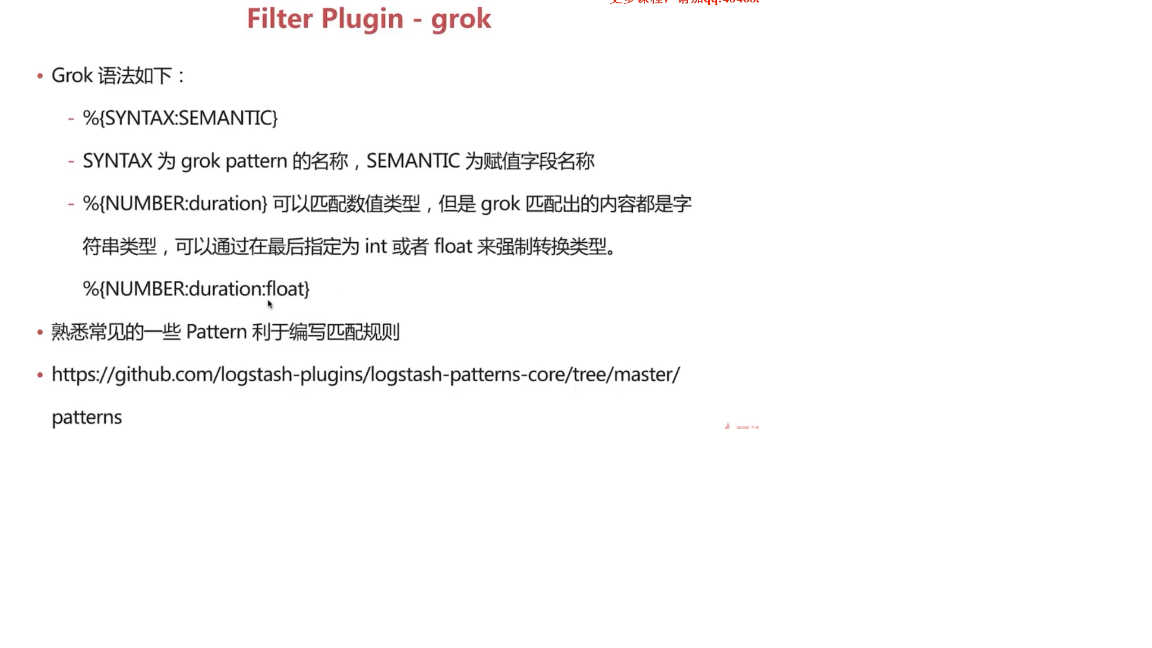 Filter Plugin - grok
• Grok 语法如下：
- %{SYNTAX:SEMANTIC}
- SYNTAX 为 grok pattern 的名称，SEMANTIC 为赋值字段名称
- %{NUMBER:duration} 可以匹配数值类型，但是 grok 匹配出的内容都是字
符串类型，可以通过在最后指定为 int 或者 float 来强制转换类型。
%{NUMBER:duration:float}
• 熟悉常见的一些 Pattern 利于编写匹配规则
• https://github.com/logstash-plugins/logstash-patterns-core/tree/master/
patterns